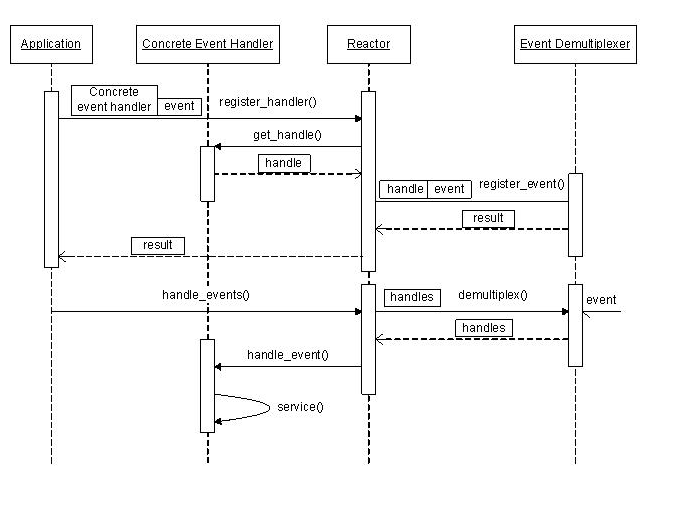 Application
Concrete Event Handler
Reactor
Event Demultiplexer
Concrete
event handler
event
register_handler()
get_handle()
handle
handle
event
register_event()
result
result
handle_events()
handles
demultiplex()
event
handles
handle_event()
service()